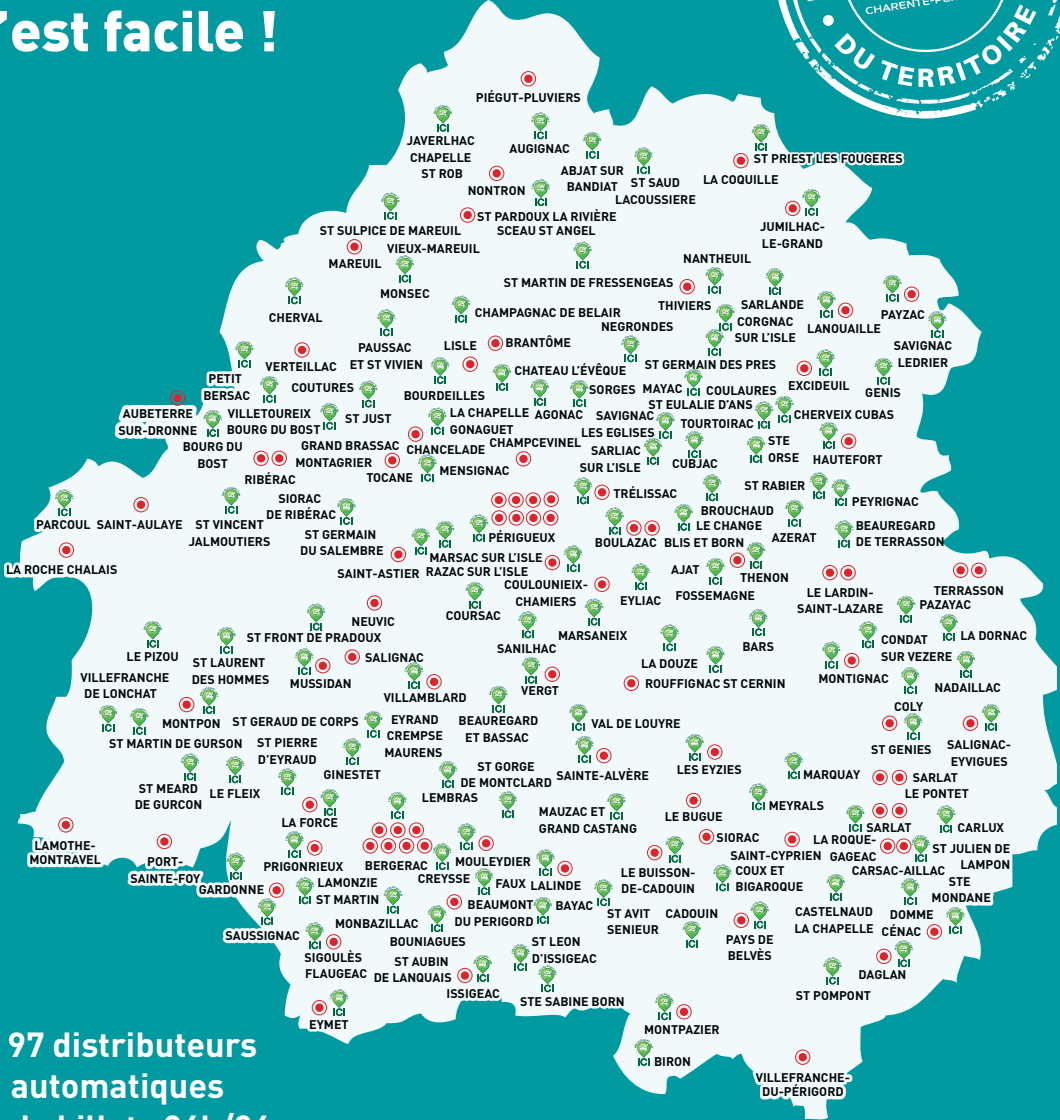 'est facile !
CHARENTE-PÉ
• DU TERRITOIRE
PIÉGUT-PLUVIERS
JAVERLHAC
CHAPELLE
ST ROB
AUGIGNAC
ABJAT SUR
BANDIAT
ST SAUD
LACOUSSIERE
ST PRIEST LES FOUGERES
LA COQUILLE
NONTRON
ST PARDOUX LA RIVIÈRE
SCEAU ST ANGEL
JUMILHAC-
LE-GRAND
ST SULPICE DE MAREUIL
MAREUIL
VIEUX-MAREUIL
MONSEC
NANTHEUIL
ST MARTIN DE FRESSENGEAS
THIVIERS
SARLANDE
CORGNAC
SUR L'ISLE
LANOUAILLE
PAYZAC
SAVIGNAC
LEDRIER
CHERVAL
CHAMPAGNAC DE BELAIR
NEGRONDES
PAUSSAC
ET ST VIVIEN
LISLE
BRANTÔME
ST GERMAIN DES PRES
EXCIDEUIL
GENIS
VERTEILLAC
PETIT
BERSAC
COUTURES
BOURDEILLES
CHATEAU L'ÉVÊQUE
SORGES
MAYAC
COULAURES
ST EULALIE D'ANS
CHERVEIX CUBAS
AUBETERRE
SUR-DRONNE
VILLETOUREIX
BOURG DU BOST
ST JUST
LA CHAPELLE
GONAGUET
AGONAC
SAVIGNAC
LES EGLISES
TOURTOIRAC
BOURG DU
BOST
GRAND BRASSAC
MONTAGRIER
CHANCELADE
CHAMPCEVINEL
SARLIAC
SUR L'ISLE
CUBJAC
STE
ORSE
HAUTEFORT
RIBÉRAC
TOCANE
MENSIGNAC
ST RABIER
PEYRIGNAC
PARCOUL
SAINT-AULAYE
ST VINCENT
JALMOUTIERS
SIORAC
DE RIBÉRAC
TRÉLISSAC
BROUCHAUD
LE CHANGE
ST GERMAIN
DU SALEMBRE
PÉRIGUEUX
BOULAZAC
BLIS ET BORN
AZERAT
BEAUREGARD
DE TERRASSON
LA ROCHE CHALAIS
SAINT-ASTIER
MARSAC SUR L'ISLE
RAZAC SUR L'ISLE
COULOUNIEIX-
CHAMIERS
EYLIAC
AJAT
FOSSEMAGNE
THENON
LE LARDIN-
SAINT-LAZARE
TERRASSON
PAZAYAC
NEUVIC
COURSAC
MARSANEIX
ST FRONT DE PRADOUX
LE PIZOU
ST LAURENT
DES HOMMES
SANILHAC
BARS
CONDAT
SUR VEZERE
LA DORNAC
MUSSIDAN
SALIGNAC
LA DOUZE
MONTIGNAC
NADAILLAC
VILLEFRANCHE
DE LONCHAT
VILLAMBLARD
VERGT
ROUFFIGNAC ST CERNIN
COLY
MONTPON
ST MARTIN DE GURSON
ST GERAUD DE CORPS
EYRAND
CREMPSE
MAURENS
BEAUREGARD
ET BASSAC
VAL DE LOUYRE
ST GENIES
SALIGNAC-
EYVIGUES
ST PIERRE
D'EYRAUD
GINESTET
ST GORGE
DE MONTCLARD
SAINTE-ALVÈRE
LES EYZIES
MARQUAY
SARLAT
LE PONTET
ST MEARD
DE GURCON
LE FLEIX
LA FORCE
LEMBRAS
MAUZAC ET
GRAND CASTANG
LE BUGUE
MEYRALS
SARLAT
CARLUX
LAMOTHE-
MONTRAVEL
PORT-
SAINTE-FOY
PRIGONRIEUX
BERGERAC
CREYSSE
MOULEYDIER
LALINDE
LE BUISSON-
DE-CADOUIN
SIORAC
SAINT-CYPRIEN
LA ROQUE-
GAGEAC
CARSAC-AILLAC
ST JULIEN DE
LAMPON
GARDONNE
LAMONZIE
ST MARTIN
FAUX
COUX ET
BIGAROQUE
STE
MONDANE
SAUSSIGNAC
MONBAZILLAC
BEAUMONT
DU PERIGORD
BAYAC
ST AVIT
SENIEUR
CADOUIN
CASTELNAUD
LA CHAPELLE
DOMME
CÉNAC
SIGOULÈS
FLAUGEAC
BOUNIAGUES
ST LEON
D'ISSIGEAC
PAYS DE
BELVÈS
ST AUBIN
DE LANQUAIS
ISSIGEAC
STE SABINE BORN
DAGLAN
ST POMPONT
EYMET
MONTPAZIER
BIRON
VILLEFRANCHE-
DU-PÉRIGORD
97 distributeurs
automatiques